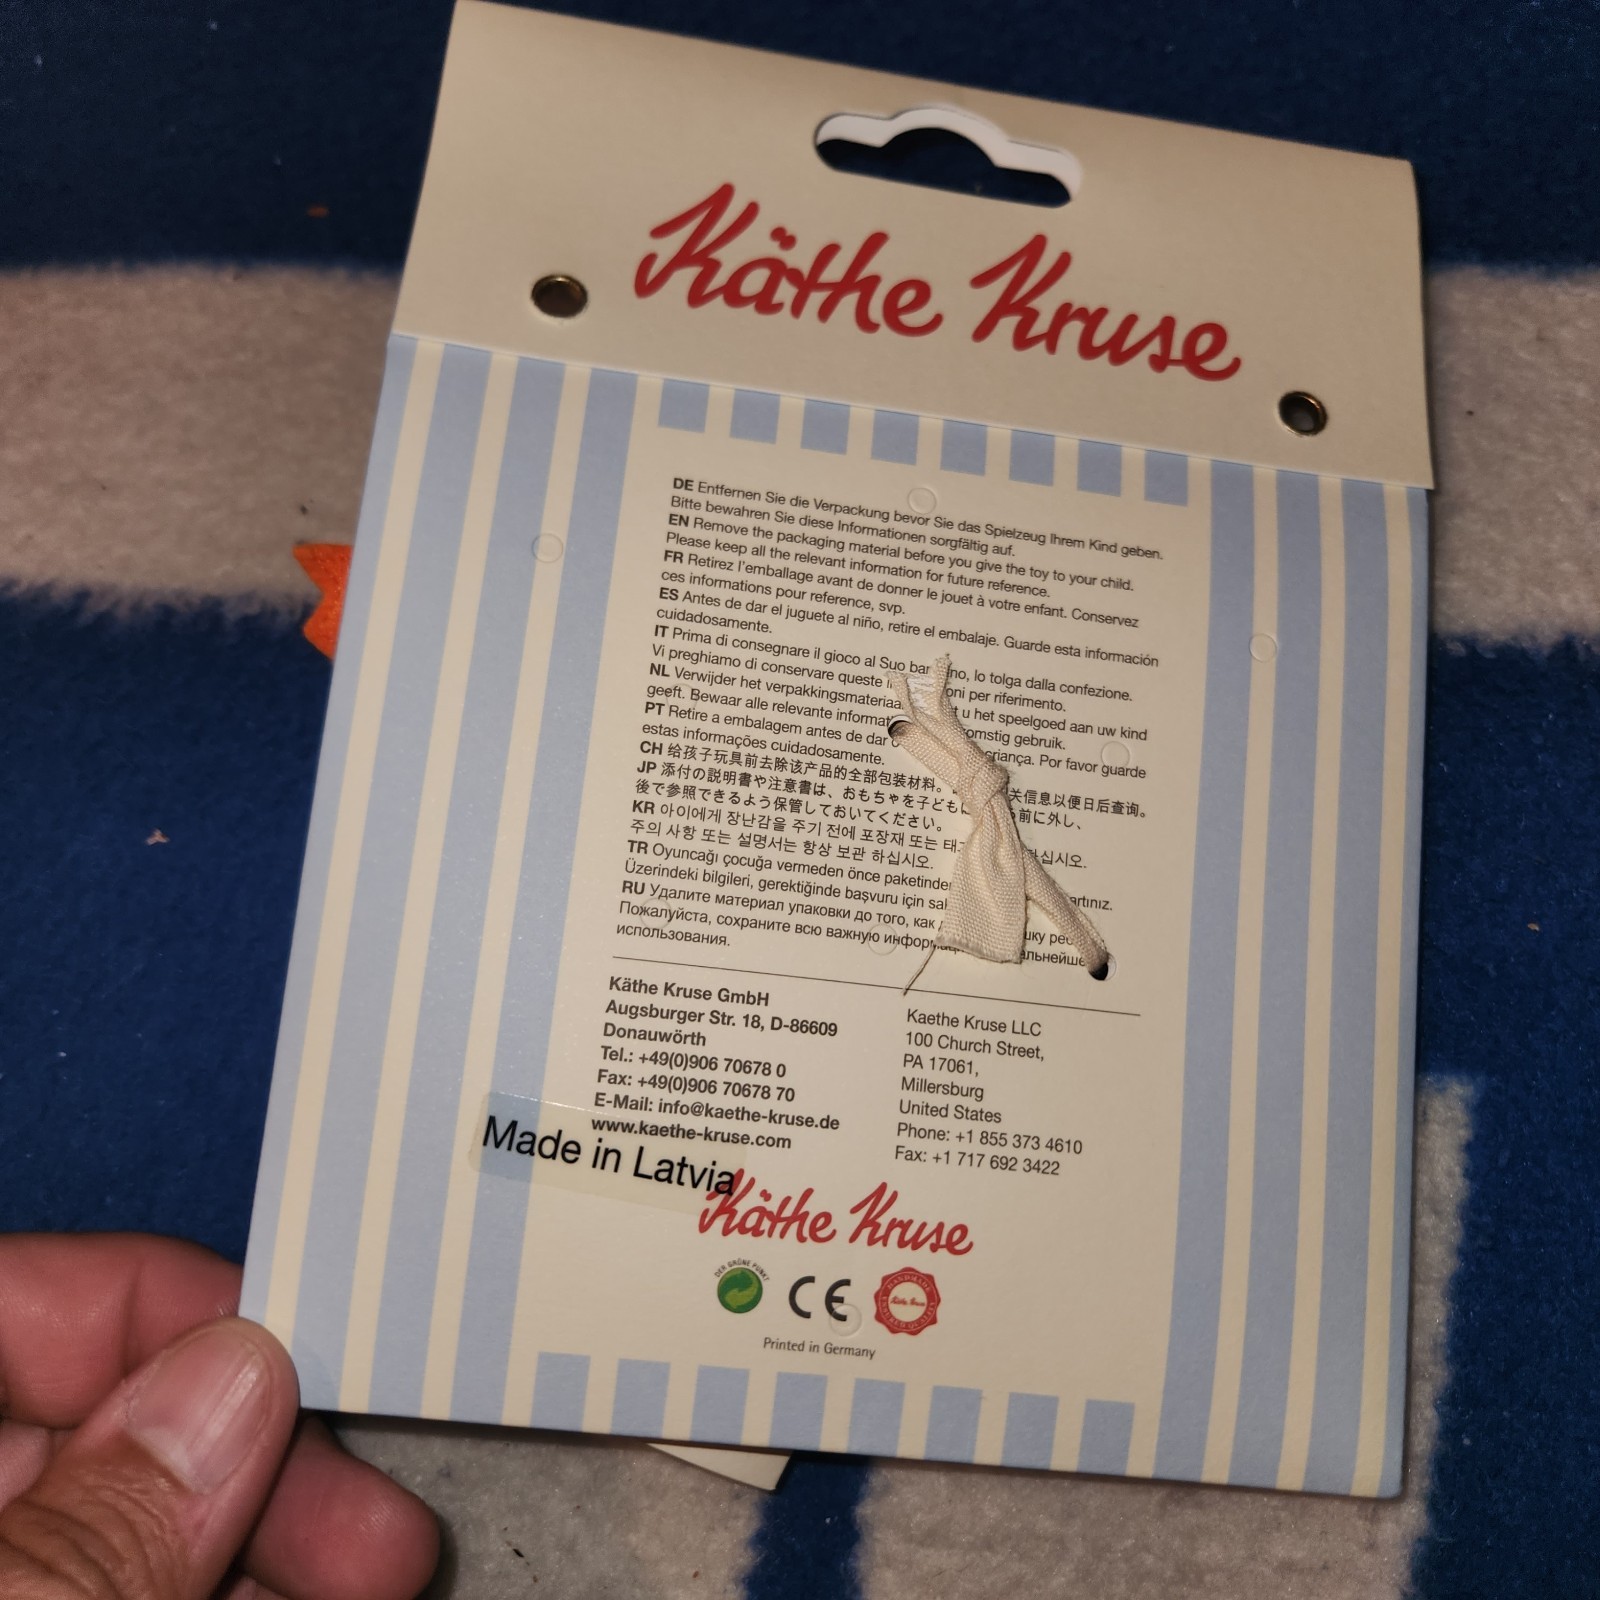 Käthe Kruse
DE Entfernen Sie die Verpackung bevor Sie das Spielzeug Ihrem Kind geben.
Bitte bewahren Sie diese Informationen sorgfältig auf.
EN Remove the packaging material before you give the toy to your child.
Please keep all the relevant information for future reference.
FR Retirez l'emballage avant de donner le jouet à votre enfant. Conservez
ces informations pour reference, svp.
ES Antes de dar el juguete al niño, retire el embalaje. Guarde esta información
cuidadosamente.
IT Prima di consegnare il gioco al Suo lo tolga dalla confezione.
Vi preghiamo di conservare queste per riferimento.
NL Verwijder het verpakkingsmateriaa u het speelgoed aan uw kind
geeft. Bewaar alle relevante informat omstig gebruik.
PT Retire a embalagem antes de dar criança. Por favor guarde
estas informações cuidadosamente.
CH 给孩子玩具前去除该产品的全部包装材料。 关信息以便日后查询。
JP 添付の説明書や注意書は、おもちゃを子ども 前に外し、
後で参照できるよう保管しておいてください。
KR 아이에게 장난감을 주기 전에 포장재 또는 하십시오.
주의 사항 또는 설명서는 항상 보관 하십시오.
TR Oyuncağı çocuğa vermeden önce paketinden artınız.
Üzerindeki bilgileri, gerektiğinde başvuru için
RU Удалите материал упаковки до того, как
Пожалуйста, сохраните всю важную альнейше
использования.
Käthe Kruse GmbH
Augsburger Str. 18, D-86609
Donauwörth
Tel.: +49(0)906 70678 0
Fax: +49(0)906 70678 70
E-Mail: info@kaethe-kruse.de
www.kaethe-kruse.com
Kaethe Kruse LLC
100 Church Street,
PA 17061,
Millersburg
United States
Phone: +1 855 373 4610
Fax: +1 717 692 3422
Made in Latvia
Käthe Kruse
DER GRÜNE PUNKT
CE
HANDMADE
Käthe Kruse
Printed in Germany